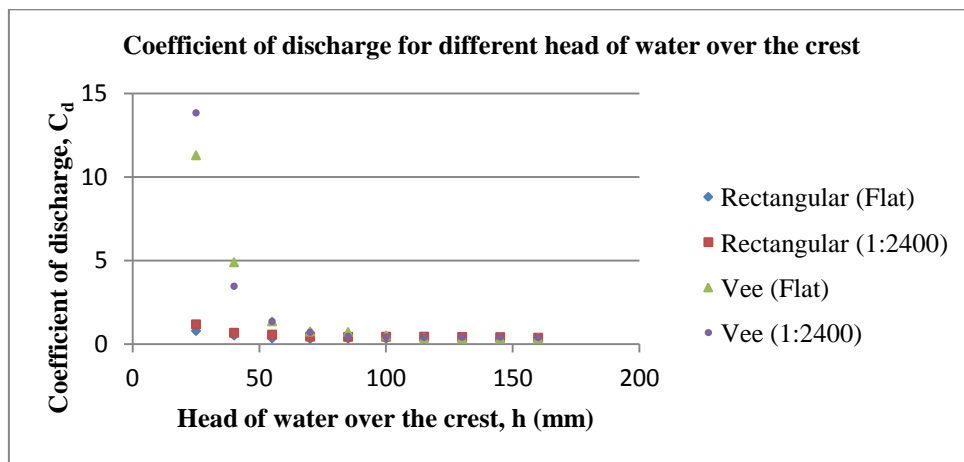 Coefficient of discharge for different head of water over the crest
Coefficient of discharge, Cd
15
10
5
0
0 50 100 150 200
Head of water over the crest, h (mm)
Rectangular (Flat)
Rectangular (1:2400)
Vee (Flat)
Vee (1:2400)